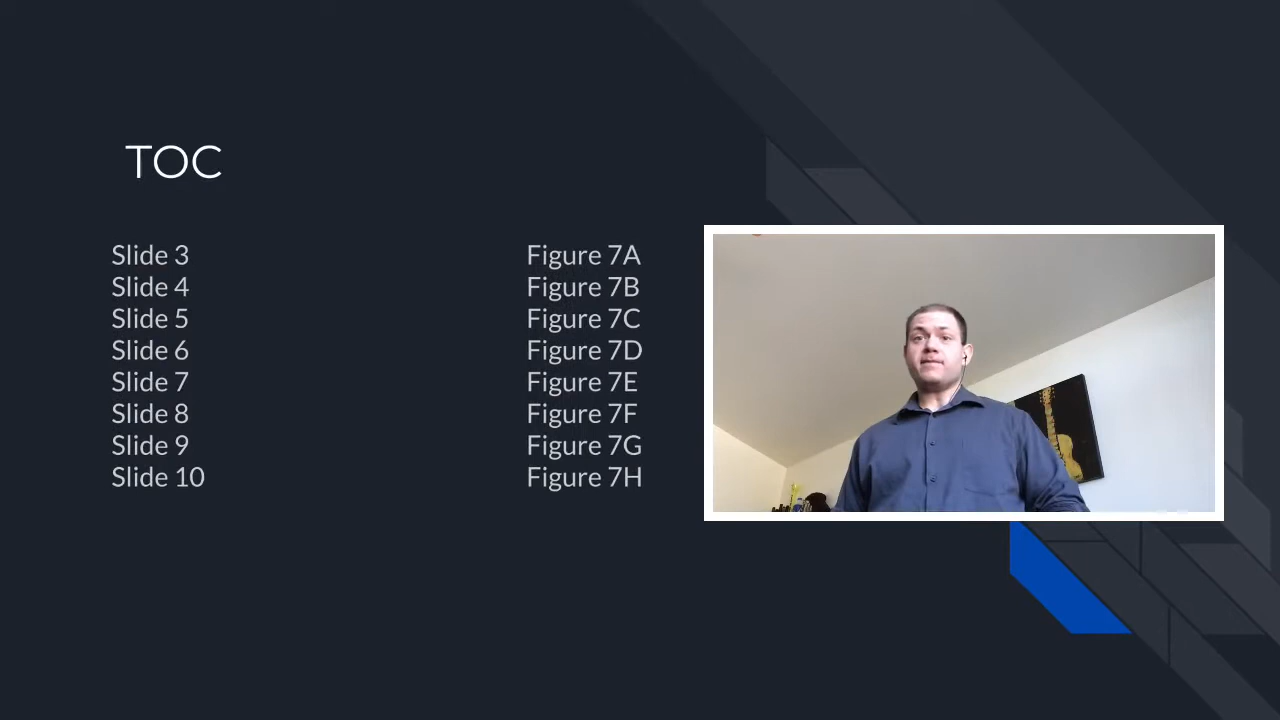 TOC
Slide 3 Figure 7A
Slide 4 Figure 7B
Slide 5 Figure 7C
Slide 6 Figure 7D
Slide 7 Figure 7E
Slide 8 Figure 7F
Slide 9 Figure 7G
Slide 10 Figure 7H